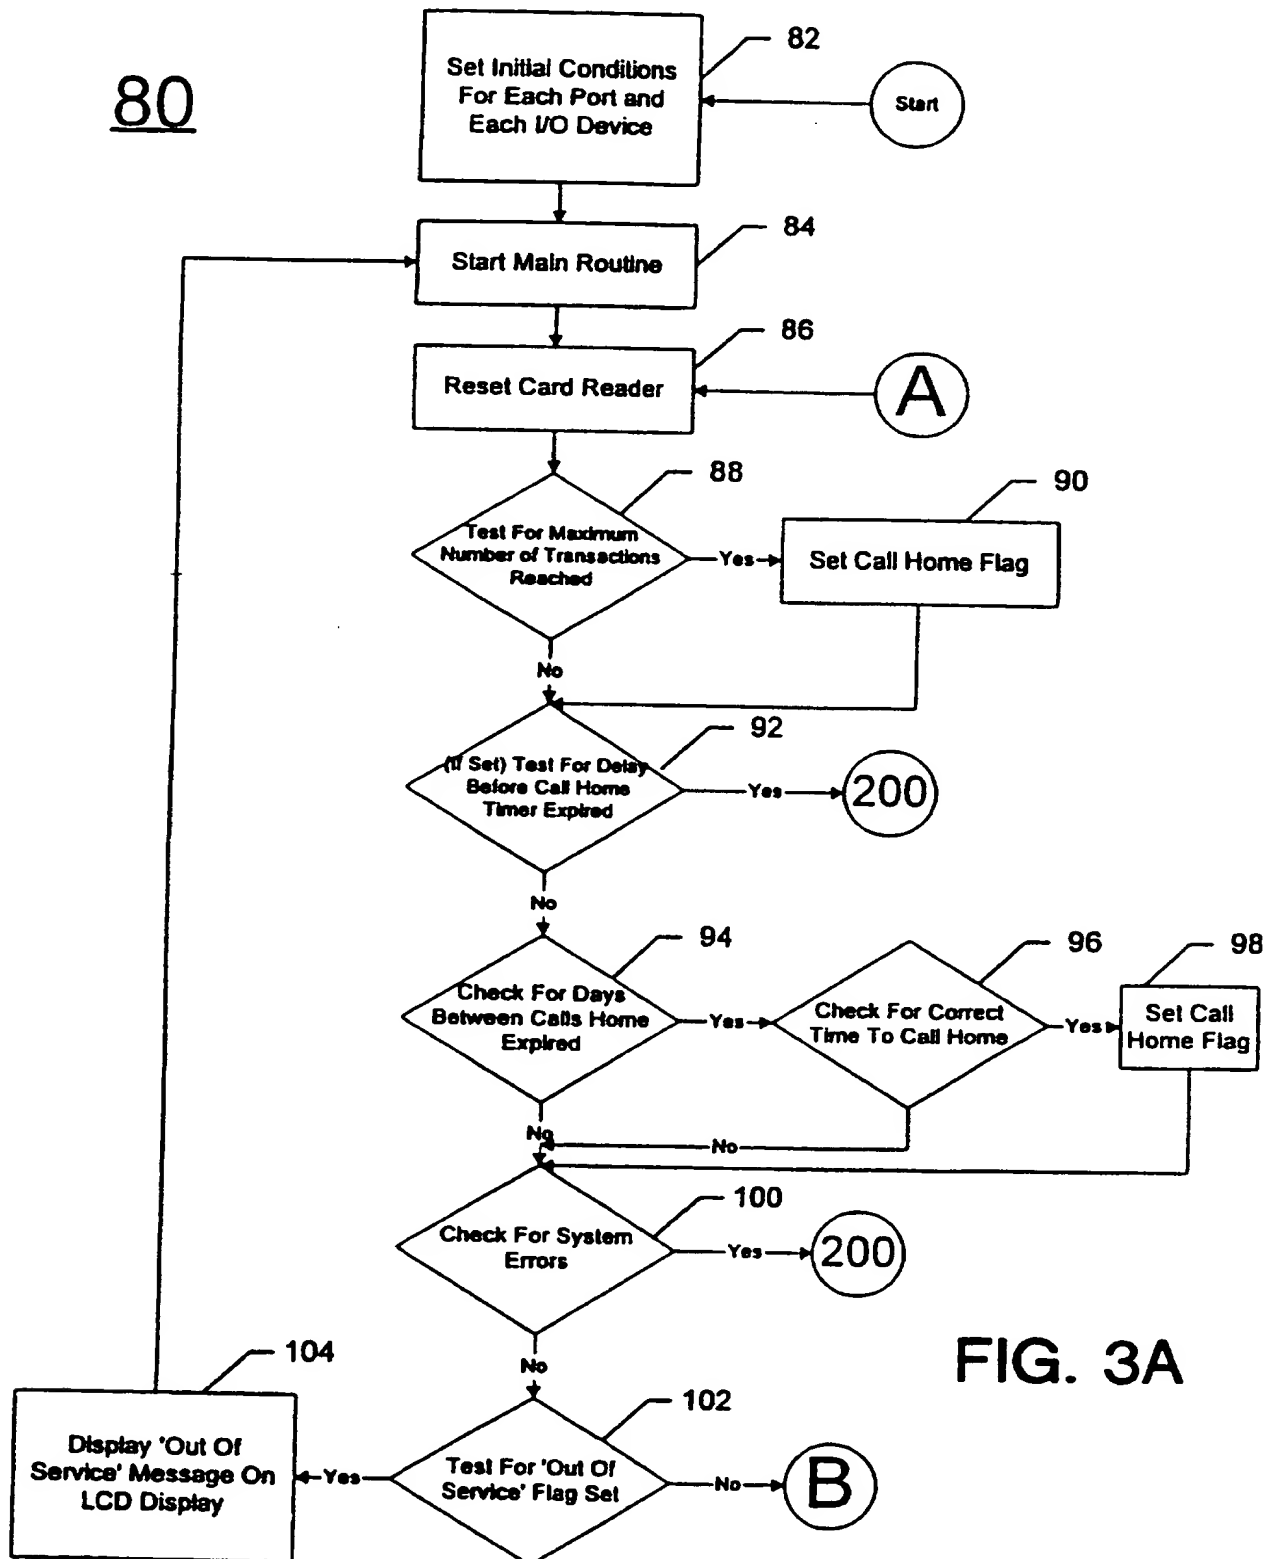 80
82
Set Initial Conditions
For Each Port and
Each I/O Device
Start
84
Start Main Routine
86
Reset Card Reader
A
88
Test For Maximum
Number of Transactions
Reached
Yes
90
Set Call Home Flag
No
92
(If Set) Test For Delay
Before Call Home
Timer Expired
Yes
200
No
94
Check For Days
Between Calls Home
Expired
Yes
96
Check For Correct
Time To Call Home
Yes
98
Set Call
Home Flag
No
No
100
Check For System
Errors
Yes
200
No
FIG. 3A
104
Display 'Out Of
Service' Message On
LCD Display
Yes
102
Test For 'Out Of
Service' Flag Set
No
B